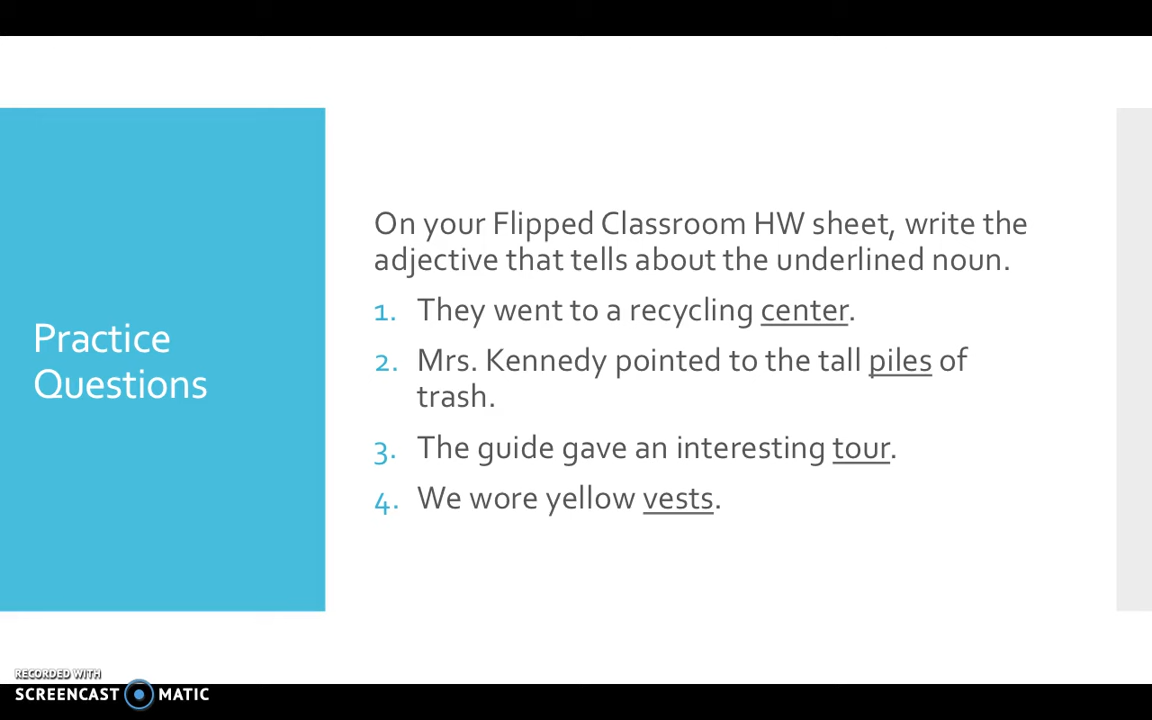 Practice
Questions
On your Flipped Classroom HW sheet, write the
adjective that tells about the underlined noun.
1. They went to a recycling center.
2. Mrs. Kennedy pointed to the tall piles of
trash.
3. The guide gave an interesting tour.
4. We wore yellow vests.
RECORDED WITH
SCREENCAST MATIC